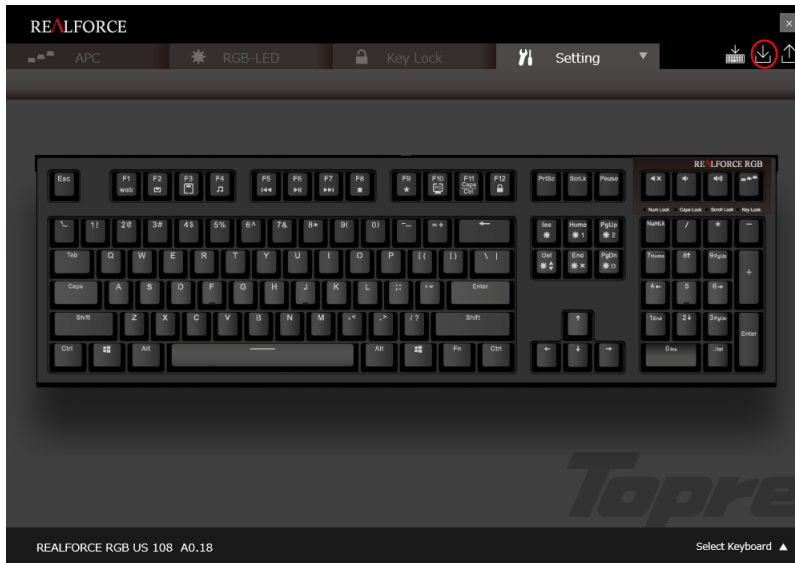 REALFORCE
APC RGB-LED Key Lock Setting
REALFORCE RGB
Esc F1 F2 F3 F4 F5 F6 F7 F8 F9 F10 F11 F12 PrtSc ScrLk Pause
web Caps
Ctrl
Num Lock Caps Lock Scroll Lock Key Lock
\_ 1! 2@ 3# 4$ 5% 6^ 7& 8* 9( 0) -_ =+ Ins Home PgUp NumLk / * -
1 2
Tab Q W E R T Y U I O P [{ ]} \| Del End PgDn 7Home 8 9PgUp +
Caps A S D F G H J K L ;: '" Enter 4 5 6
Shift Z X C V B N M ,< .> /? Shift 1End 2 3PgDn Enter
Ctrl Alt Alt Fn Ctrl 0Ins .Del
Topre
REALFORCE RGB US 108 A0.18 Select Keyboard